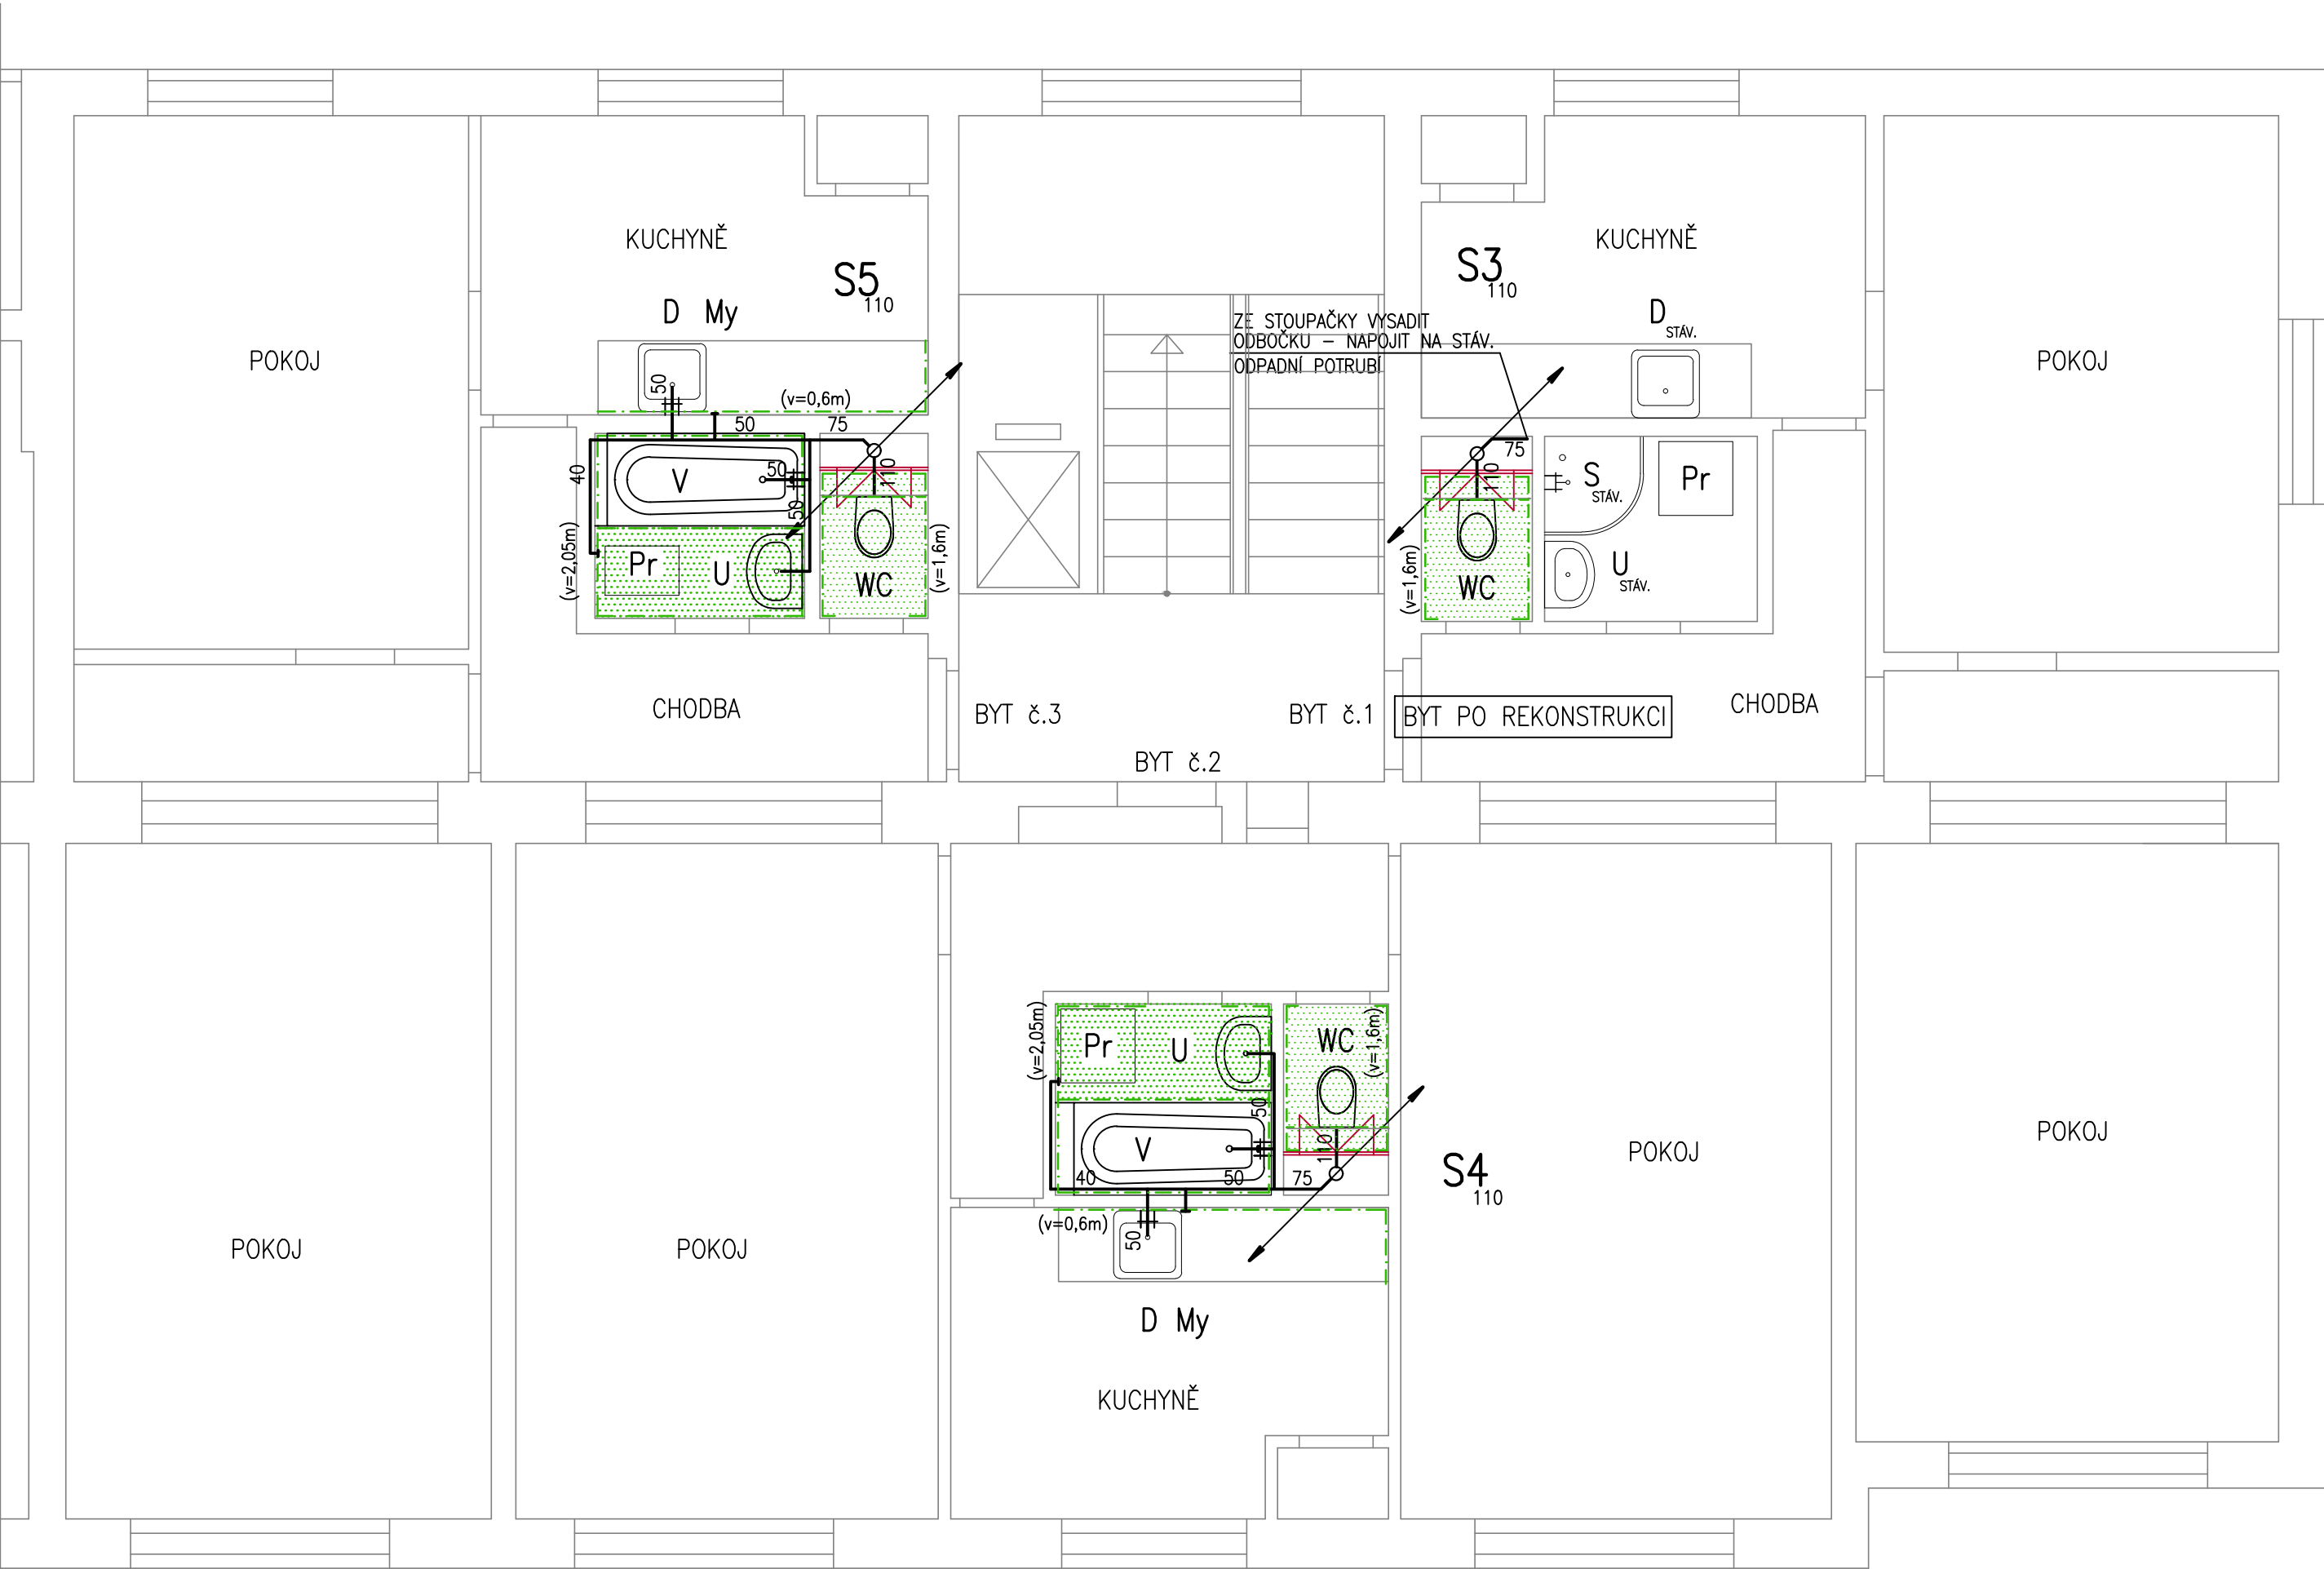 KUCHYNĚ
KUCHYNĚ
S5
110
S3
110
D My
D
STÁV.
ZE STOUPAČKY VYSADIT
ODBOČKU – NAPOJIT NA STÁV.
ODPADNÍ POTRUBÍ
POKOJ
POKOJ
50
(v=0,6m)
50
75
75
40
V
50
110
50
110
S
STÁV.
Pr
(v=2,05m)
Pr
U
WC
(v=1,6m)
(v=1,6m)
WC
U
STÁV.
CHODBA
BYT č.3
BYT č.1
BYT PO REKONSTRUKCI
CHODBA
BYT č.2
(v=2,05m)
Pr
U
WC
(v=1,6m)
50
V
110
40
50
75
POKOJ
POKOJ
S4
110
(v=0,6m)
50
POKOJ
POKOJ
D My
KUCHYNĚ